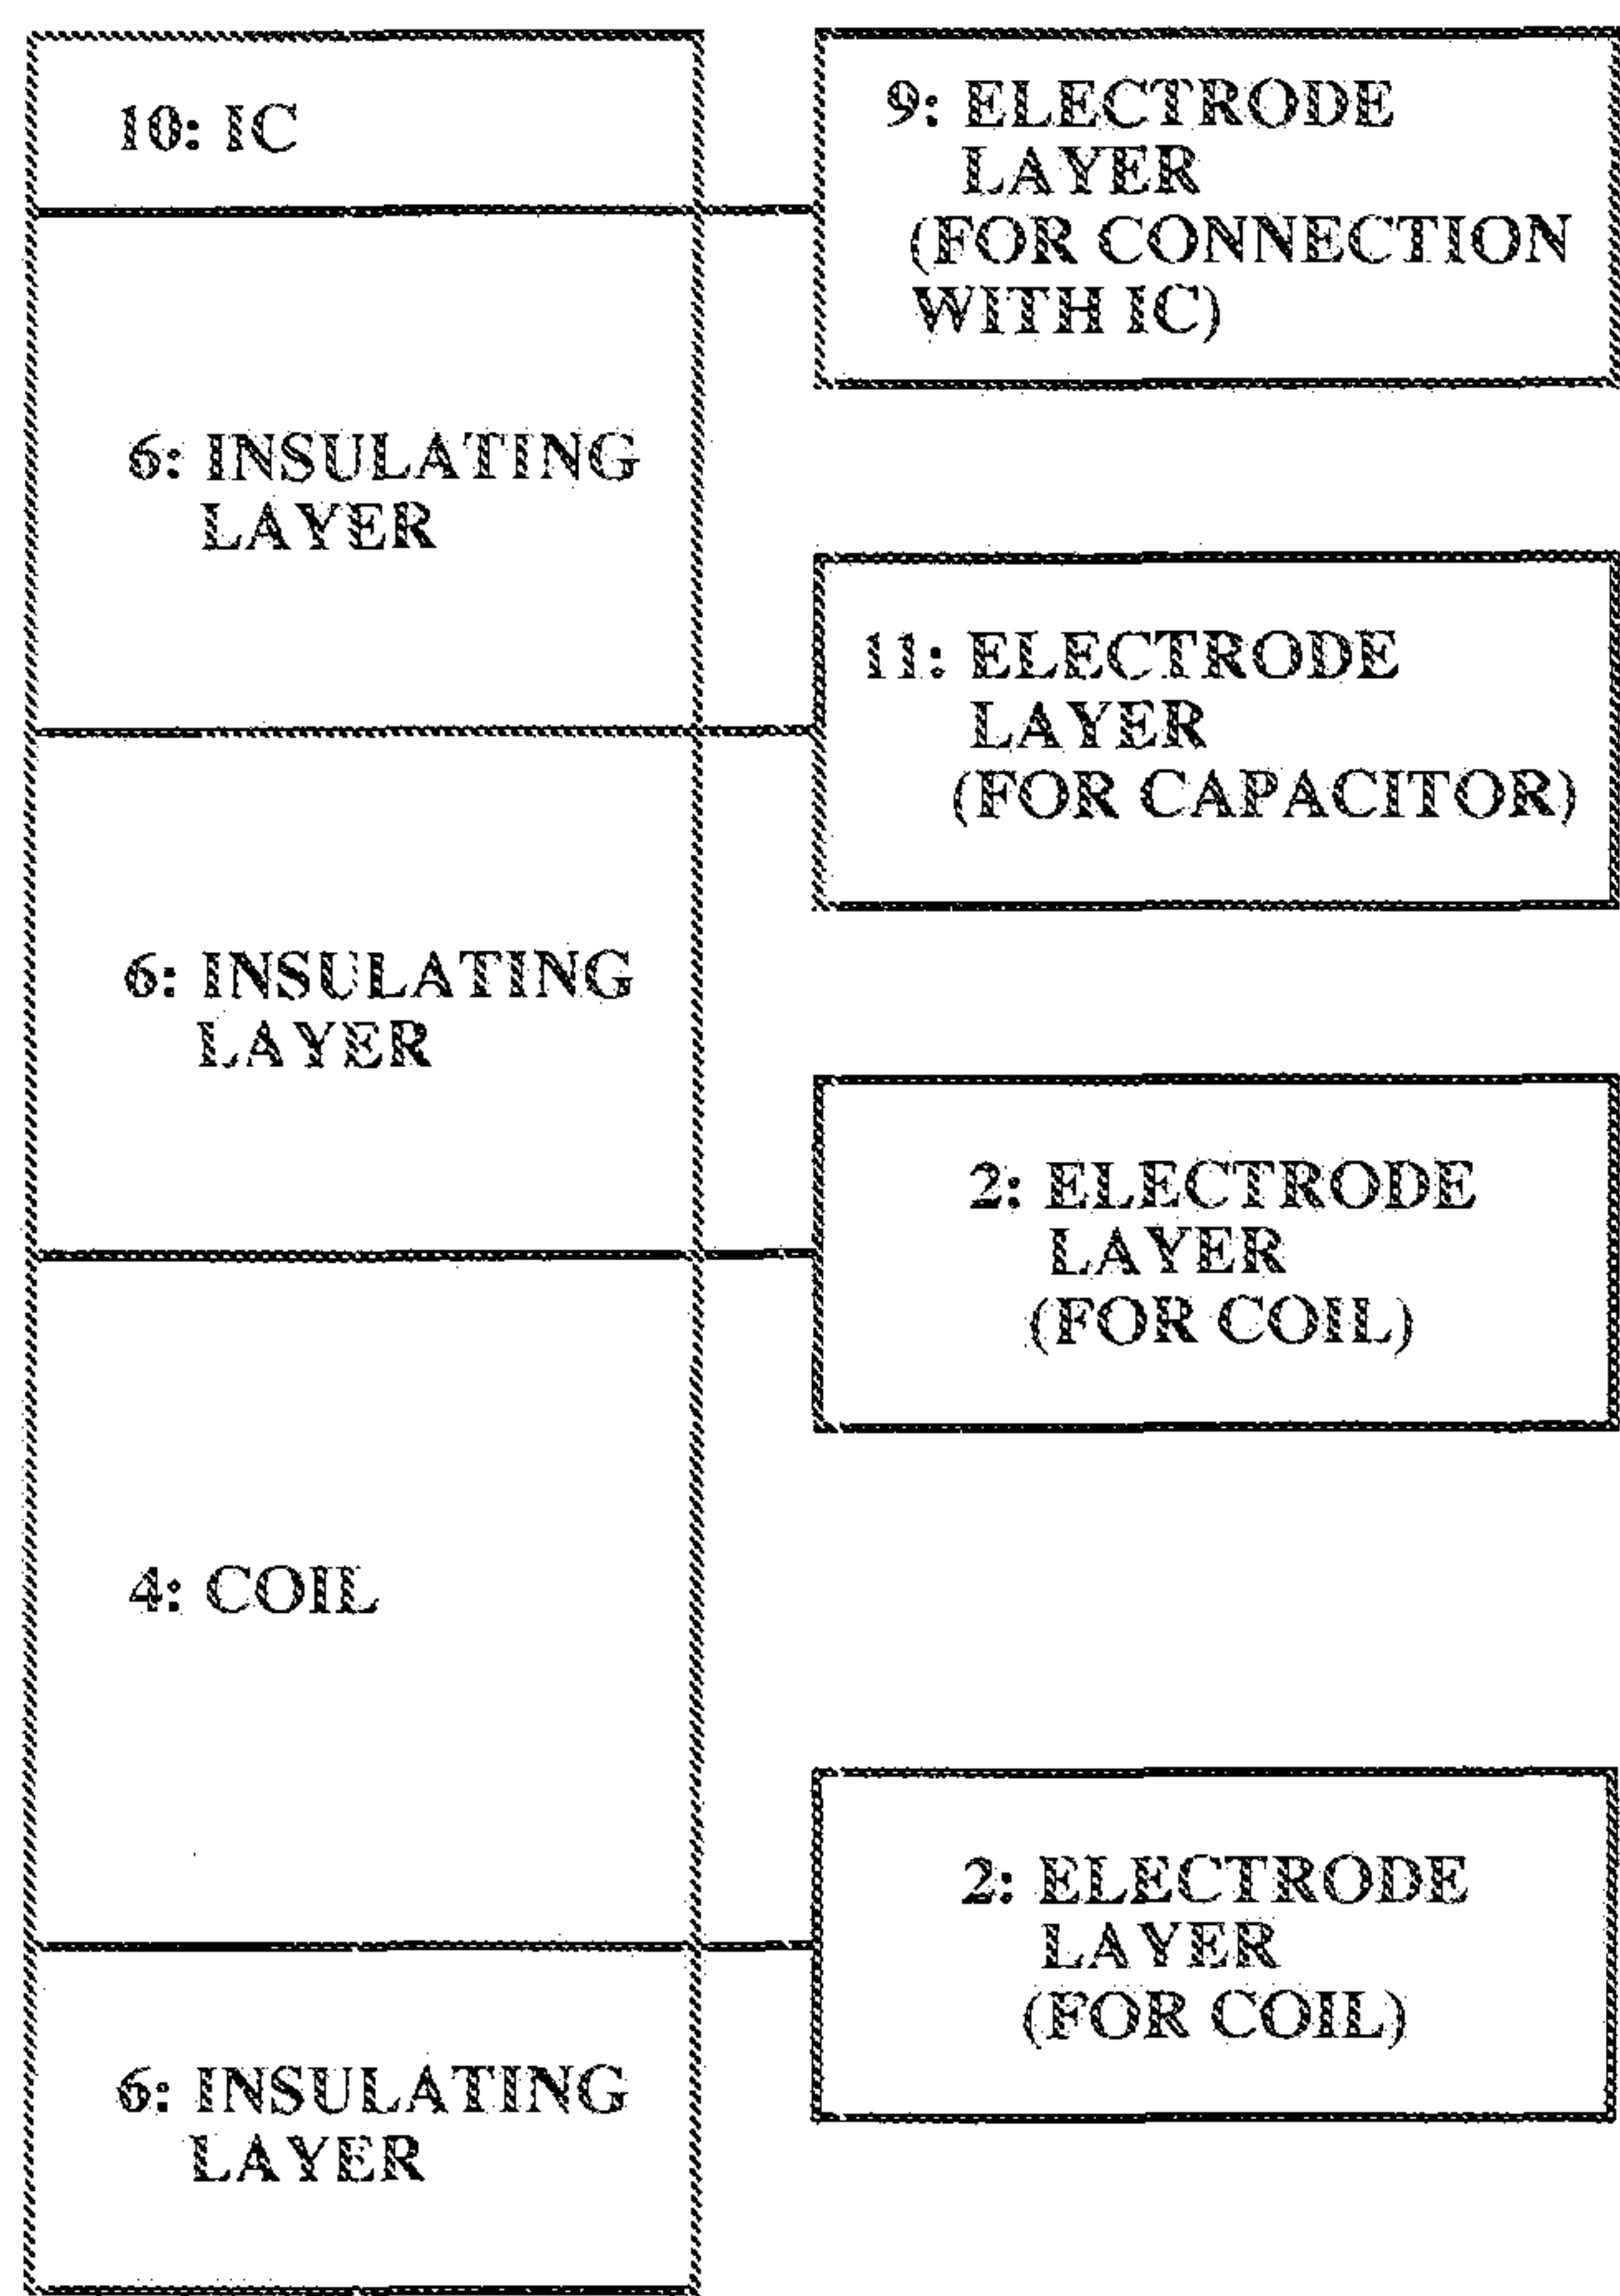 10: IC
9: ELECTRODE
LAYER
(FOR CONNECTION
WITH IC)
6: INSULATING
LAYER
11: ELECTRODE
LAYER
(FOR CAPACITOR)
6: INSULATING
LAYER
2: ELECTRODE
LAYER
(FOR COIL)
4: COIL
2: ELECTRODE
LAYER
(FOR COIL)
6: INSULATING
LAYER